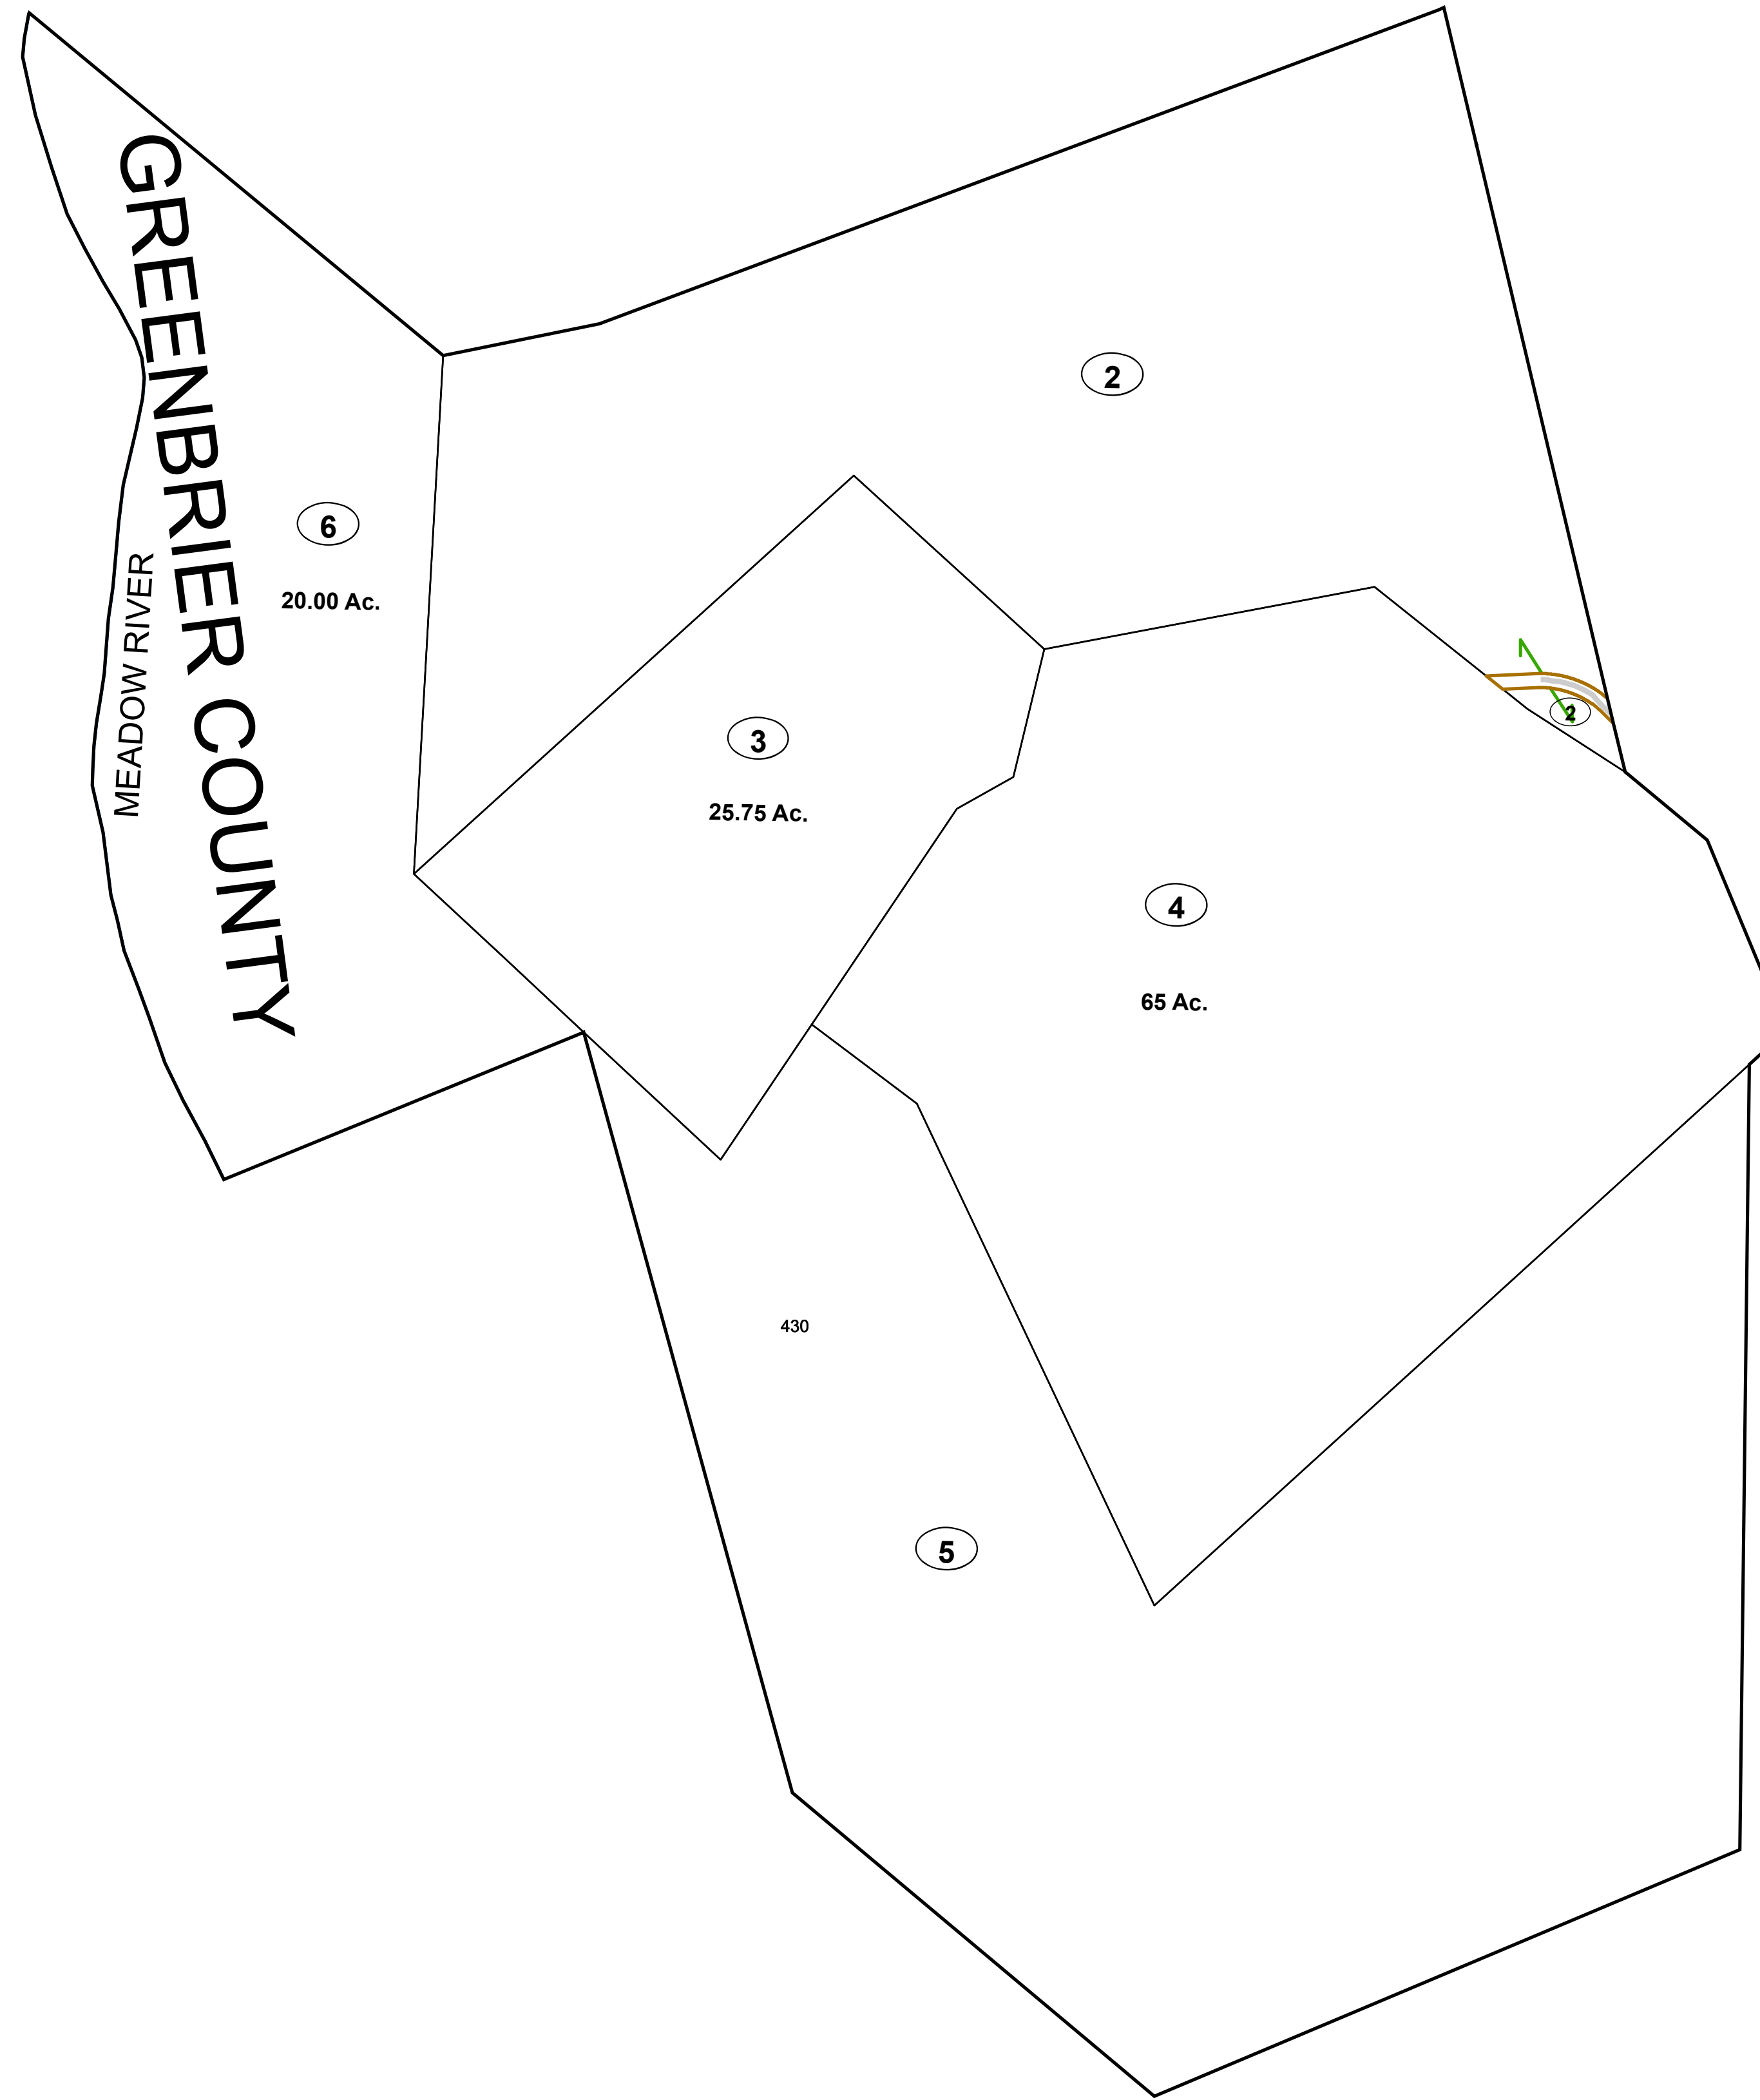 GREENBRIER COUNTY
MEADOW RIVER
2
6
20.00 Ac.
2
3
25.75 Ac.
4
65 Ac.
430
5